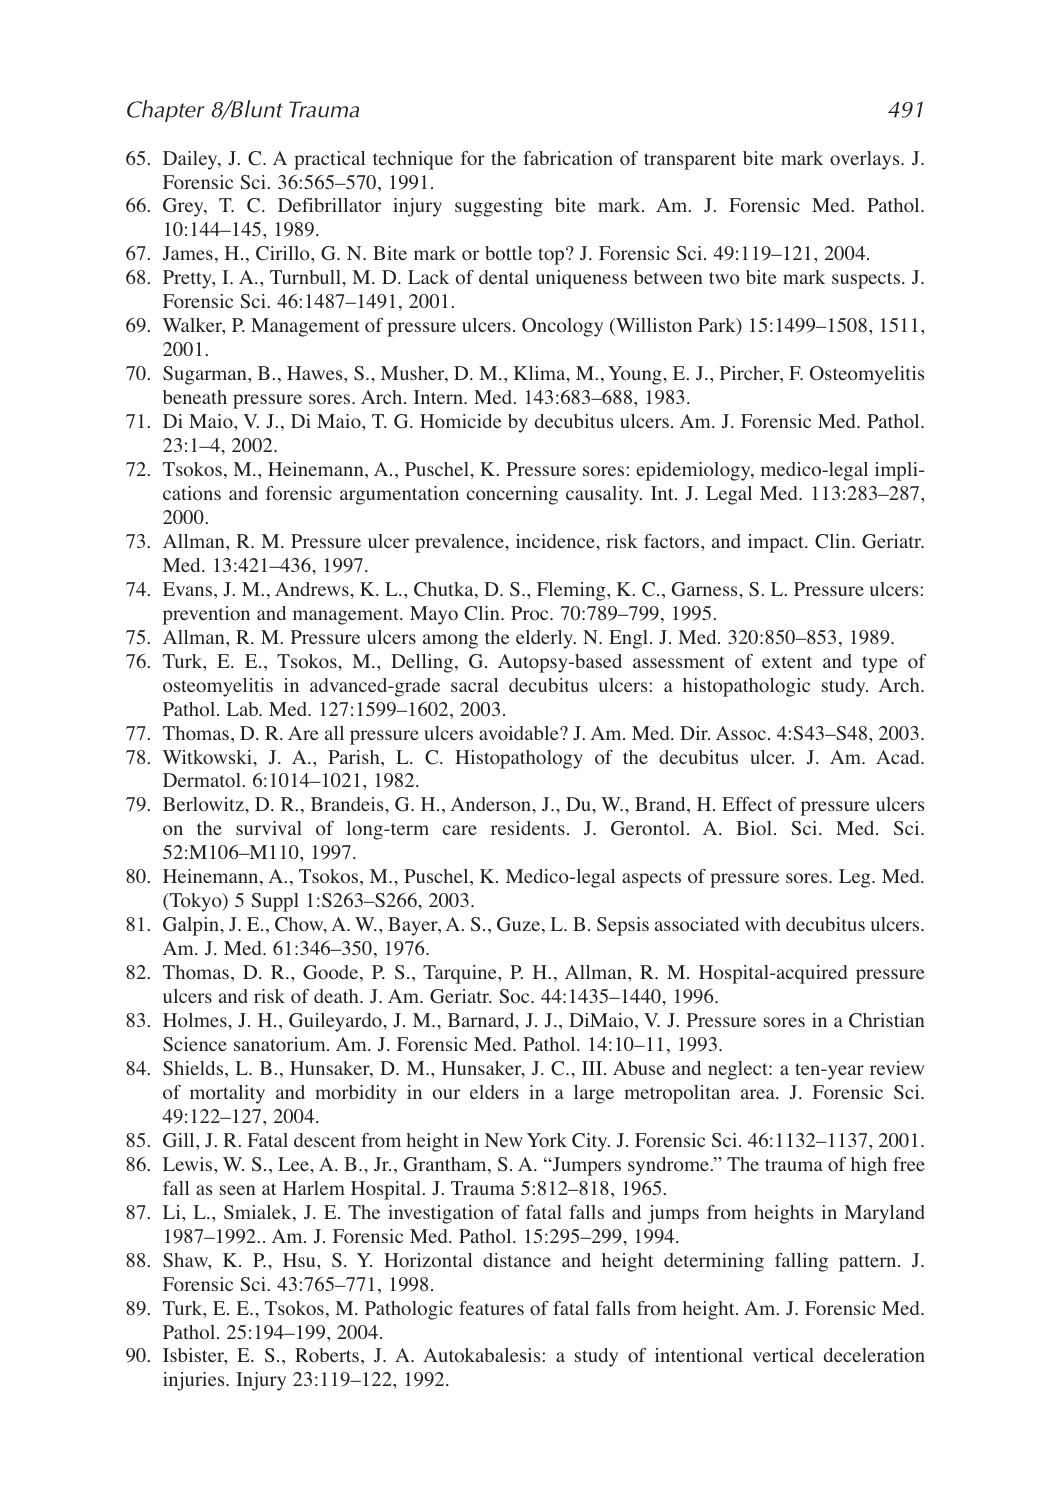 Chapter 8/Blunt Trauma 491
65. Dailey, J. C. A practical technique for the fabrication of transparent bite mark overlays. J.
Forensic Sci. 36:565–570, 1991.
66. Grey, T. C. Defibrillator injury suggesting bite mark. Am. J. Forensic Med. Pathol.
10:144–145, 1989.
67. James, H., Cirillo, G. N. Bite mark or bottle top? J. Forensic Sci. 49:119–121, 2004.
68. Pretty, I. A., Turnbull, M. D. Lack of dental uniqueness between two bite mark suspects. J.
Forensic Sci. 46:1487–1491, 2001.
69. Walker, P. Management of pressure ulcers. Oncology (Williston Park) 15:1499–1508, 1511,
2001.
70. Sugarman, B., Hawes, S., Musher, D. M., Klima, M., Young, E. J., Pircher, F. Osteomyelitis
beneath pressure sores. Arch. Intern. Med. 143:683–688, 1983.
71. Di Maio, V. J., Di Maio, T. G. Homicide by decubitus ulcers. Am. J. Forensic Med. Pathol.
23:1–4, 2002.
72. Tsokos, M., Heinemann, A., Puschel, K. Pressure sores: epidemiology, medico-legal impli-
cations and forensic argumentation concerning causality. Int. J. Legal Med. 113:283–287,
2000.
73. Allman, R. M. Pressure ulcer prevalence, incidence, risk factors, and impact. Clin. Geriatr.
Med. 13:421–436, 1997.
74. Evans, J. M., Andrews, K. L., Chutka, D. S., Fleming, K. C., Garness, S. L. Pressure ulcers:
prevention and management. Mayo Clin. Proc. 70:789–799, 1995.
75. Allman, R. M. Pressure ulcers among the elderly. N. Engl. J. Med. 320:850–853, 1989.
76. Turk, E. E., Tsokos, M., Delling, G. Autopsy-based assessment of extent and type of
osteomyelitis in advanced-grade sacral decubitus ulcers: a histopathologic study. Arch.
Pathol. Lab. Med. 127:1599–1602, 2003.
77. Thomas, D. R. Are all pressure ulcers avoidable? J. Am. Med. Dir. Assoc. 4:S43–S48, 2003.
78. Witkowski, J. A., Parish, L. C. Histopathology of the decubitus ulcer. J. Am. Acad.
Dermatol. 6:1014–1021, 1982.
79. Berlowitz, D. R., Brandeis, G. H., Anderson, J., Du, W., Brand, H. Effect of pressure ulcers
on the survival of long-term care residents. J. Gerontol. A. Biol. Sci. Med. Sci.
52:M106–M110, 1997.
80. Heinemann, A., Tsokos, M., Puschel, K. Medico-legal aspects of pressure sores. Leg. Med.
(Tokyo) 5 Suppl 1:S263–S266, 2003.
81. Galpin, J. E., Chow, A. W., Bayer, A. S., Guze, L. B. Sepsis associated with decubitus ulcers.
Am. J. Med. 61:346–350, 1976.
82. Thomas, D. R., Goode, P. S., Tarquine, P. H., Allman, R. M. Hospital-acquired pressure
ulcers and risk of death. J. Am. Geriatr. Soc. 44:1435–1440, 1996.
83. Holmes, J. H., Guileyardo, J. M., Barnard, J. J., DiMaio, V. J. Pressure sores in a Christian
Science sanatorium. Am. J. Forensic Med. Pathol. 14:10–11, 1993.
84. Shields, L. B., Hunsaker, D. M., Hunsaker, J. C., III. Abuse and neglect: a ten-year review
of mortality and morbidity in our elders in a large metropolitan area. J. Forensic Sci.
49:122–127, 2004.
85. Gill, J. R. Fatal descent from height in New York City. J. Forensic Sci. 46:1132–1137, 2001.
86. Lewis, W. S., Lee, A. B., Jr., Grantham, S. A. “Jumpers syndrome.” The trauma of high free
fall as seen at Harlem Hospital. J. Trauma 5:812–818, 1965.
87. Li, L., Smialek, J. E. The investigation of fatal falls and jumps from heights in Maryland
1987–1992.. Am. J. Forensic Med. Pathol. 15:295–299, 1994.
88. Shaw, K. P., Hsu, S. Y. Horizontal distance and height determining falling pattern. J.
Forensic Sci. 43:765–771, 1998.
89. Turk, E. E., Tsokos, M. Pathologic features of fatal falls from height. Am. J. Forensic Med.
Pathol. 25:194–199, 2004.
90. Isbister, E. S., Roberts, J. A. Autokabalesis: a study of intentional vertical deceleration
injuries. Injury 23:119–122, 1992.